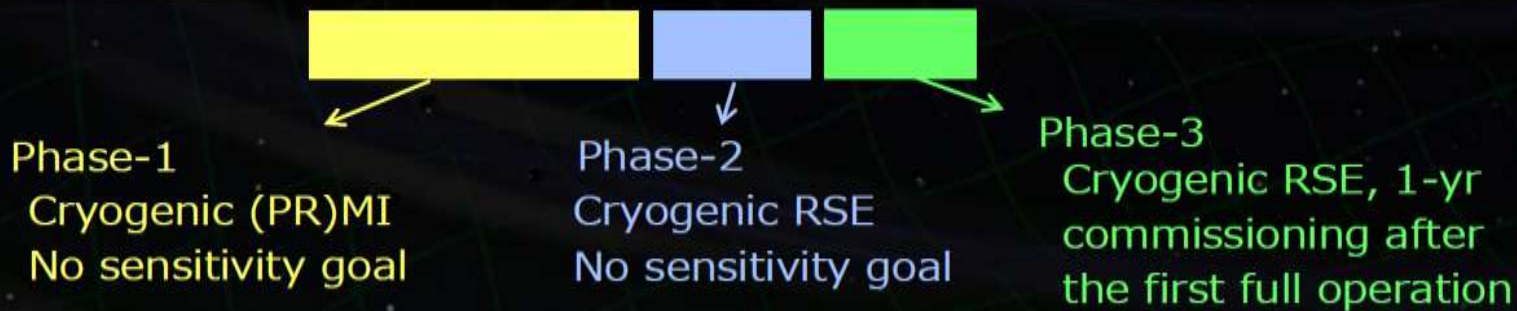 Phase-1
Cryogenic (PR)MI
No sensitivity goal
Phase-2
Cryogenic RSE
No sensitivity goal
Phase-3
Cryogenic RSE, 1-yr
commissioning after
the first full operation